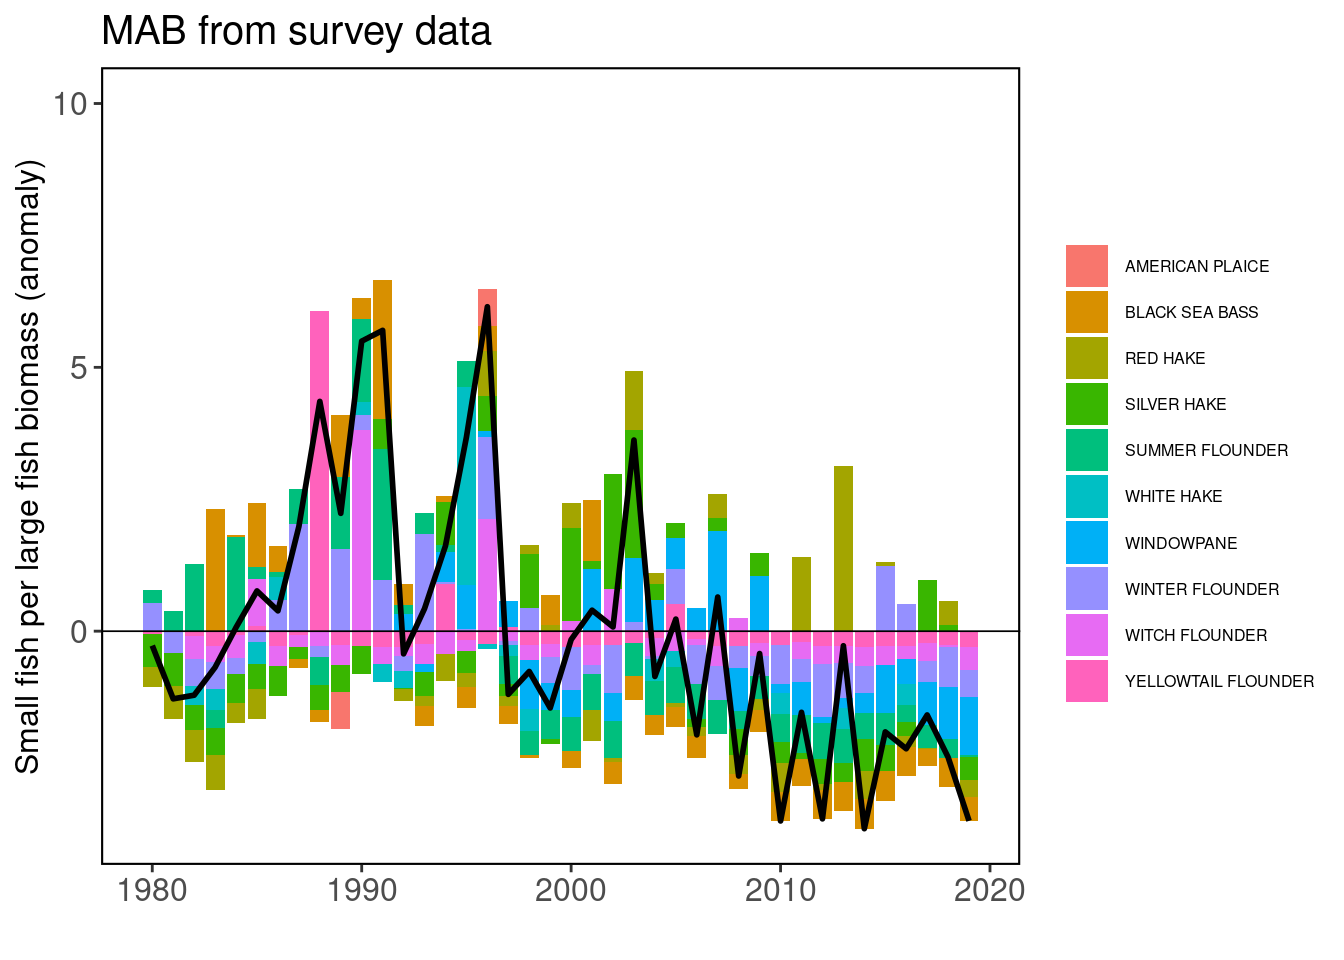 MAB from survey data
Small fish per large fish biomass (anomaly)
10
5
0
1980
1990
2000
2010
2020
AMERICAN PLAICE
BLACK SEA BASS
RED HAKE
SILVER HAKE
SUMMER FLOUNDER
WHITE HAKE
WINDOWPANE
WINTER FLOUNDER
WITCH FLOUNDER
YELLOWTAIL FLOUNDER